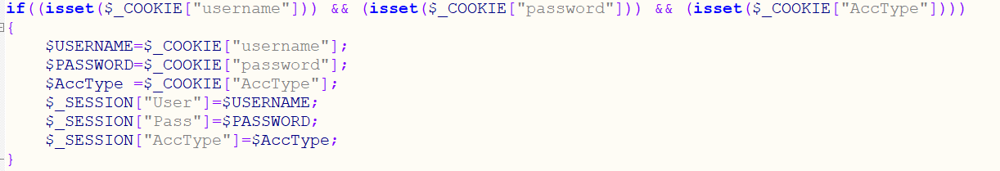 if((isset($_COOKIE["username"])) && (isset($_COOKIE["password"])) && (isset($_COOKIE["AccType"])))
{
$USERNAME=$_COOKIE["username"];
$PASSWORD=$_COOKIE["password"];
$AccType =$_COOKIE["AccType"];
$_SESSION["User"]=$USERNAME;
$_SESSION["Pass"]=$PASSWORD;
$_SESSION["AccType"]=$AccType;
}